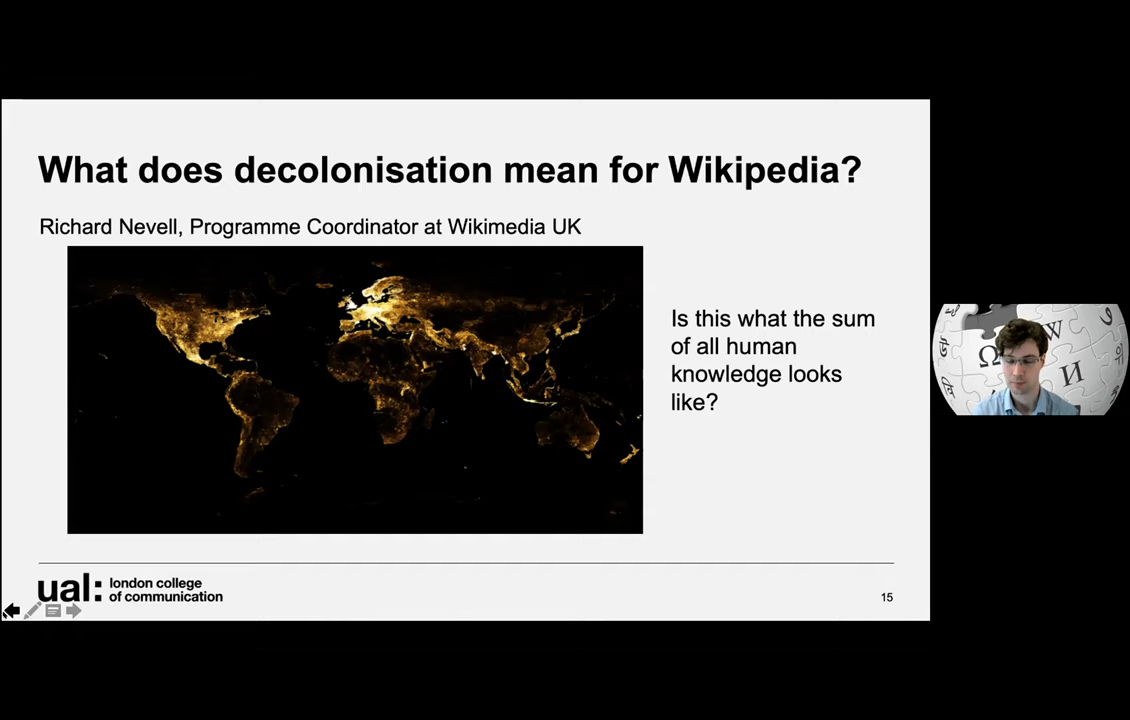 What does decolonisation mean for Wikipedia?
Richard Nevell, Programme Coordinator at Wikimedia UK
Is this what the sum
of all human
knowledge looks
like?
ual: london college
of communication
15
Ω W
И